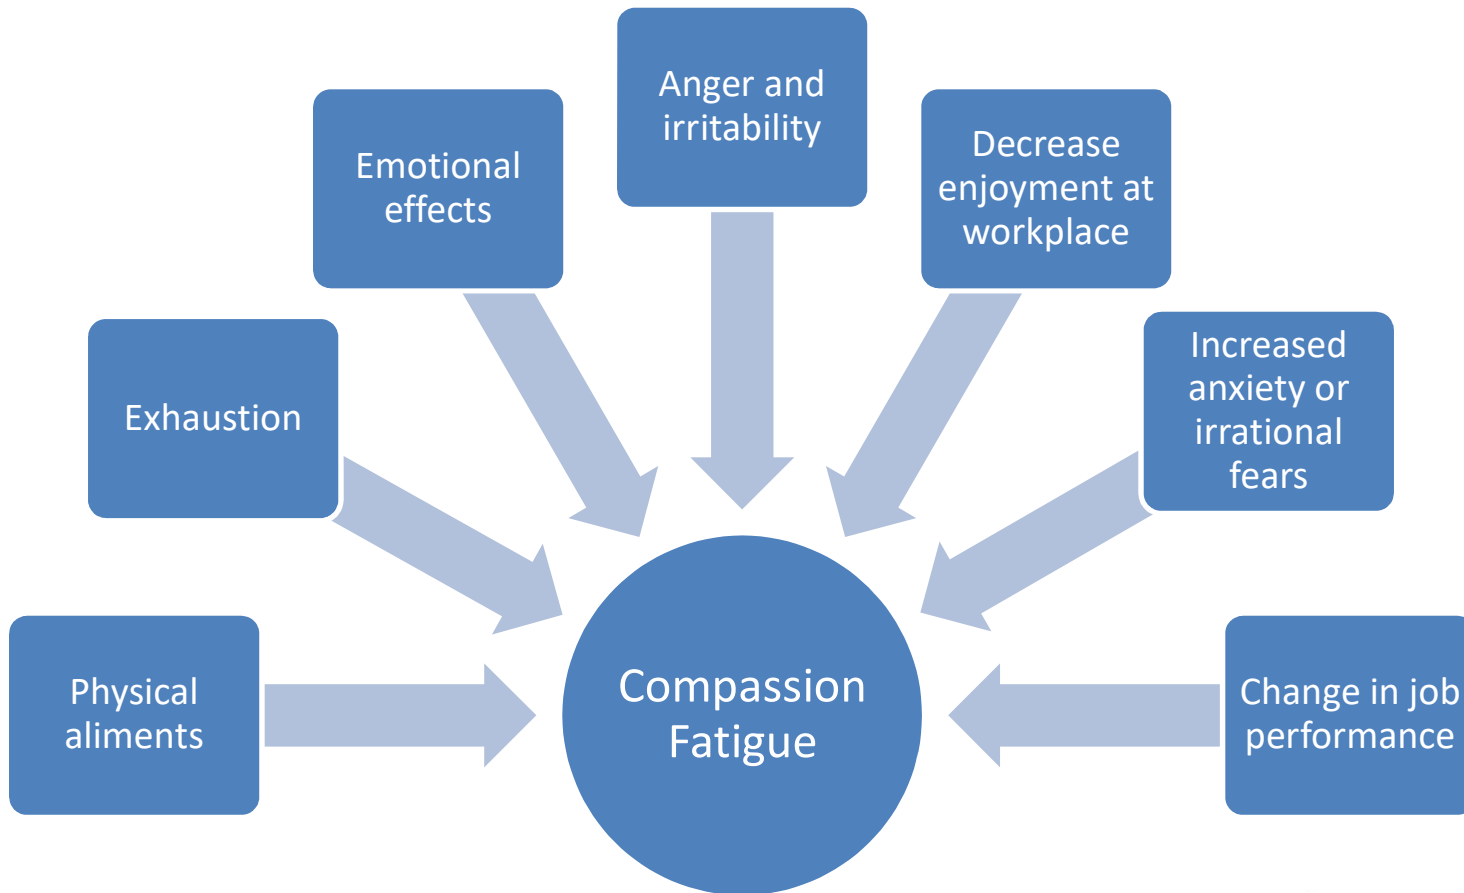 Anger and
irritability
Emotional
effects
Decrease
enjoyment at
workplace
Exhaustion
Increased
anxiety or
irrational
fears
Physical
aliments
Compassion
Fatigue
Change in job
performance